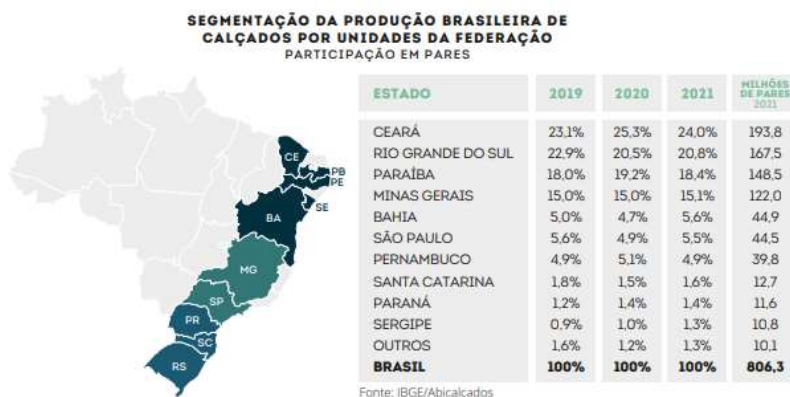 SEGMENTAÇÃO DA PRODUÇÃO BRASILEIRA DE
CALÇADOS POR UNIDADES DA FEDERAÇÃO
PARTICIPAÇÃO EM PARES
CE
PB
PE
SE
BA
MG
SP
PR
SC
RS
ESTADO 2019 2020 2021 MILHÕES DE PARES 2021
CEARÁ 23,1% 25,3% 24,0% 193,8
RIO GRANDE DO SUL 22,9% 20,5% 20,8% 167,5
PARAÍBA 18,0% 19,2% 18,4% 148,5
MINAS GERAIS 15,0% 15,0% 15,1% 122,0
BAHIA 5,0% 4,7% 5,6% 44,9
SÃO PAULO 5,6% 4,9% 5,5% 44,5
PERNAMBUCO 4,9% 5,1% 4,9% 39,8
SANTA CATARINA 1,8% 1,5% 1,6% 12,7
PARANÁ 1,2% 1,4% 1,4% 11,6
SERGIPE 0,9% 1,0% 1,3% 10,8
OUTROS 1,6% 1,2% 1,3% 10,1
BRASIL 100% 100% 100% 806,3
Fonte: IBGE/Abicalçados